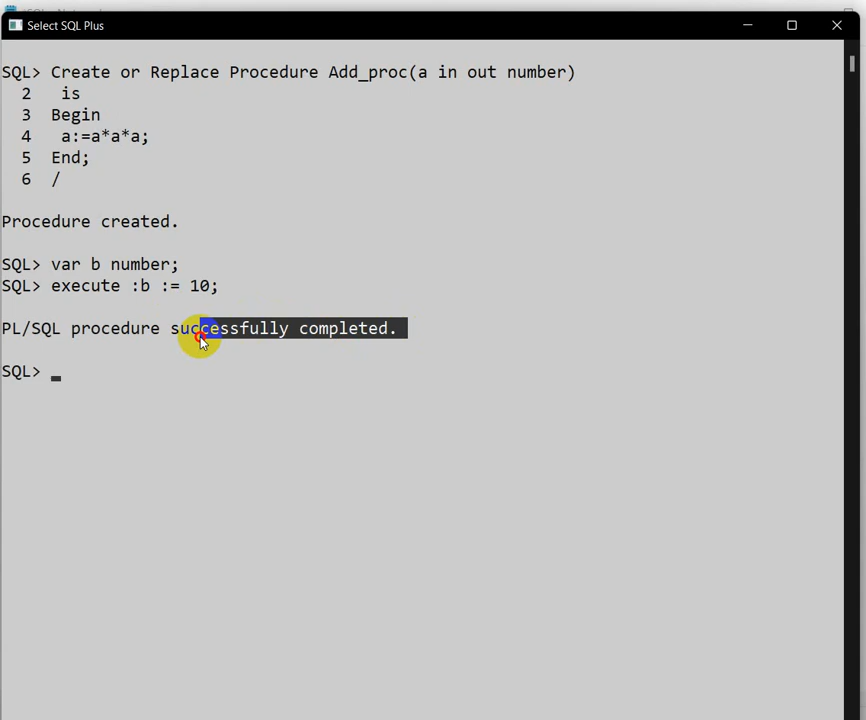 Select SQL Plus
SQL> Create or Replace Procedure Add_proc(a in out number)
2 is
3 Begin
4 a:=a*a*a;
5 End;
6 /
Procedure created.
SQL> var b number;
SQL> execute :b := 10;
PL/SQL procedure successfully completed.
SQL>